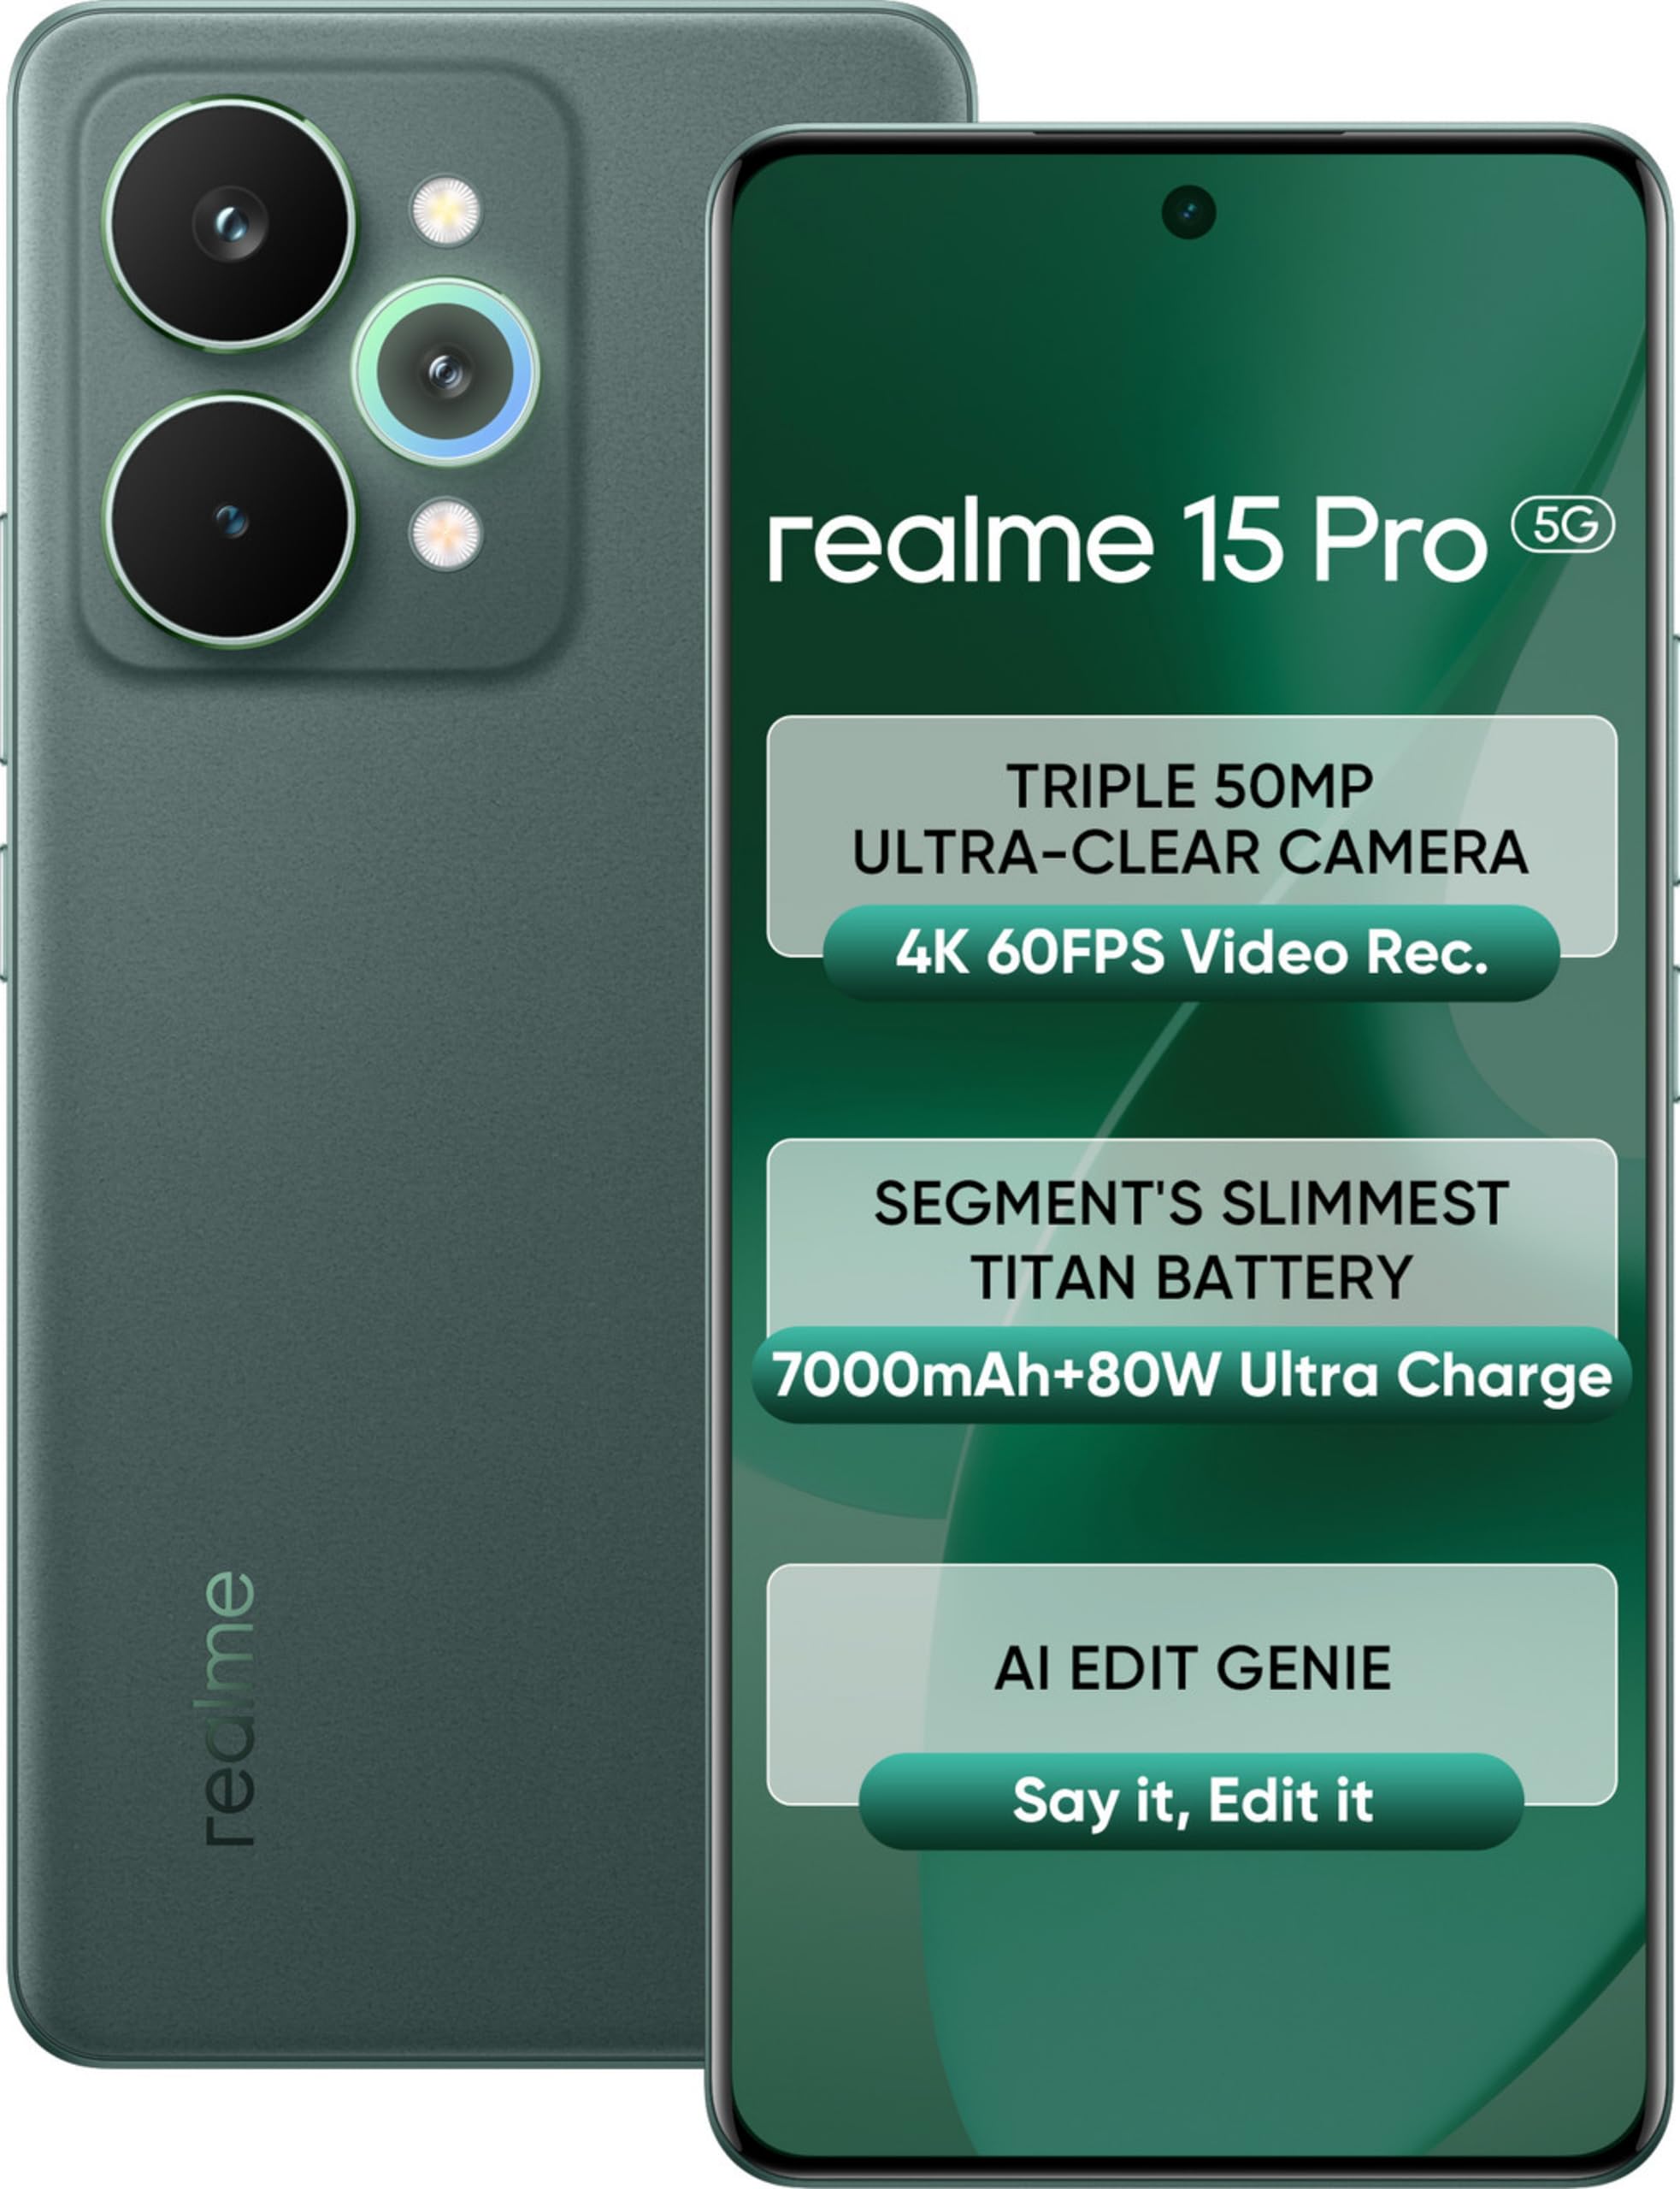 realme
realme 15 Pro 5G
TRIPLE 50MP
ULTRA-CLEAR CAMERA
4K 60FPS Video Rec.
SEGMENT'S SLIMMEST
TITAN BATTERY
7000mAh+80W Ultra Charge
AI EDIT GENIE
Say it, Edit it